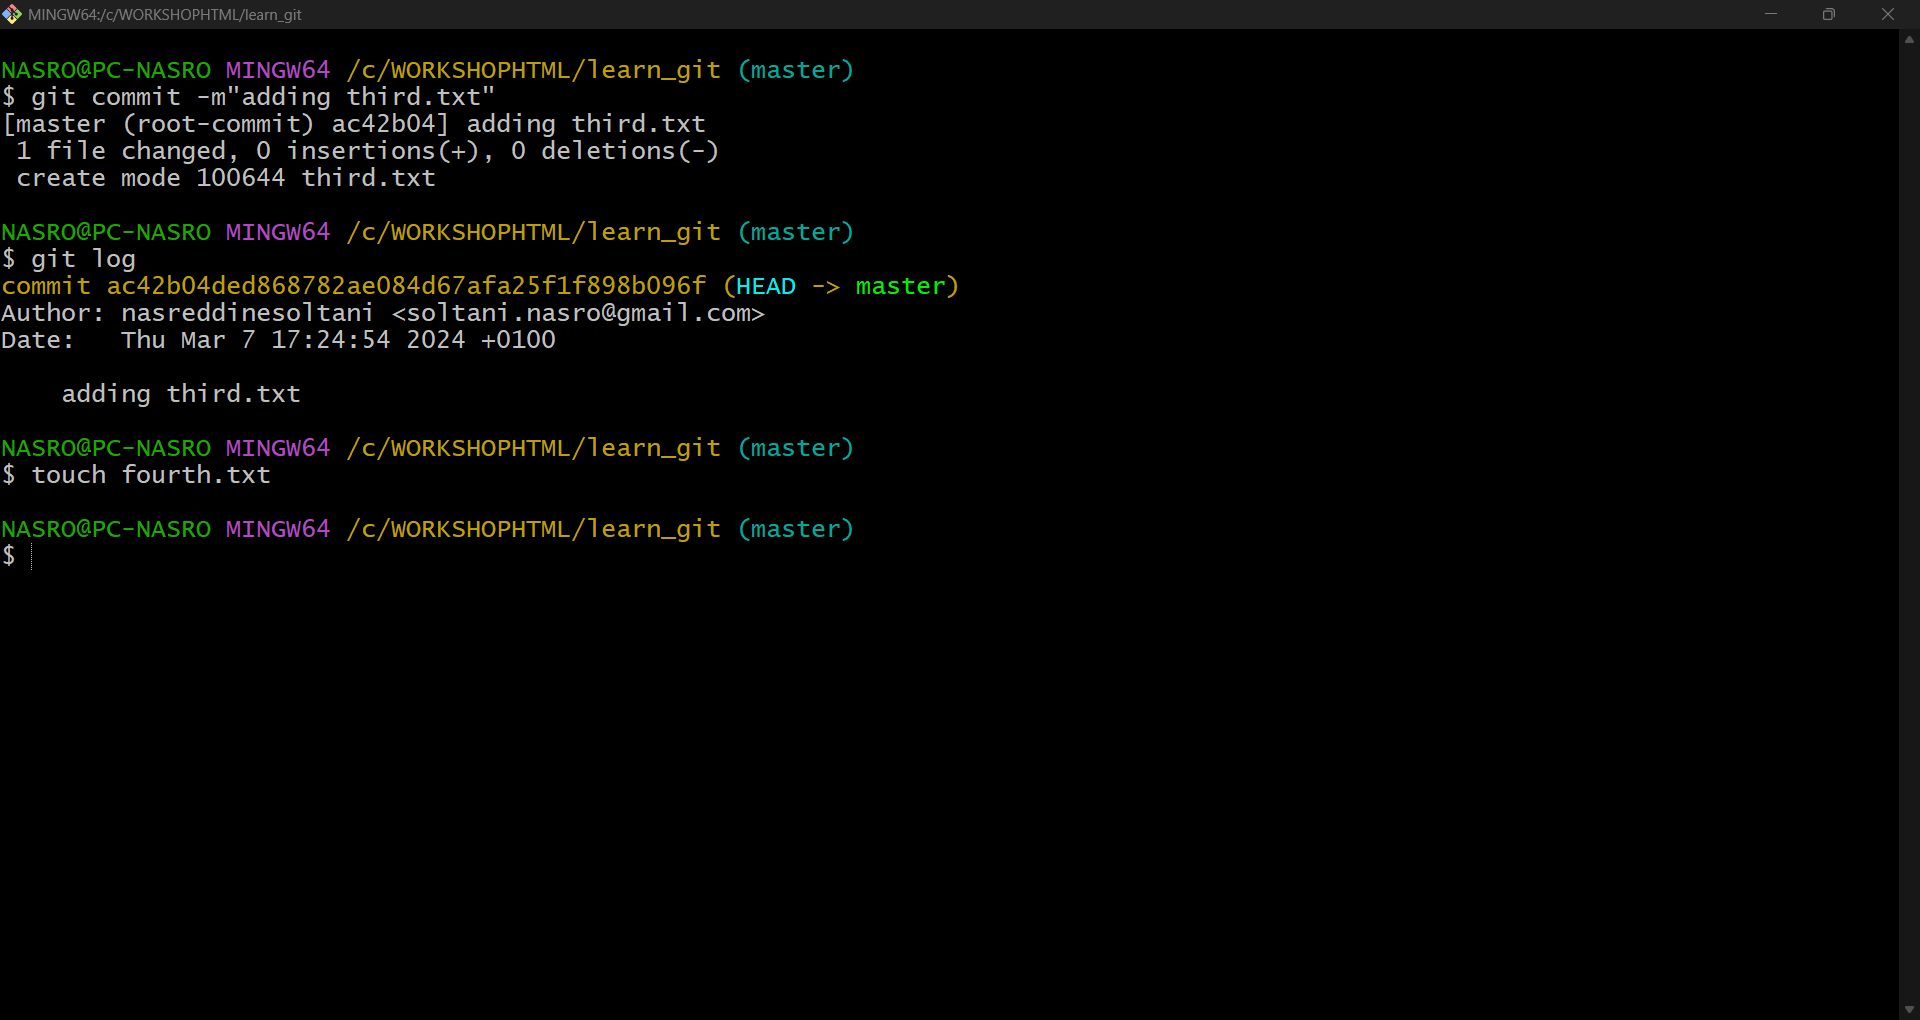 MINGW64:/c/WORKSHOPHTML/learn_git
NASRO@PC-NASRO MINGW64 /c/WORKSHOPHTML/learn_git (master)
$ git commit -m"adding third.txt"
[master (root-commit) ac42b04] adding third.txt
 1 file changed, 0 insertions(+), 0 deletions(-)
 create mode 100644 third.txt
NASRO@PC-NASRO MINGW64 /c/WORKSHOPHTML/learn_git (master)
$ git log
commit ac42b04ded868782ae084d67afa25f1f898b096f (HEAD -> master)
Author: nasreddinesoltani <soltani.nasro@gmail.com>
Date:   Thu Mar 7 17:24:54 2024 +0100
    adding third.txt
NASRO@PC-NASRO MINGW64 /c/WORKSHOPHTML/learn_git (master)
$ touch fourth.txt
NASRO@PC-NASRO MINGW64 /c/WORKSHOPHTML/learn_git (master)
$